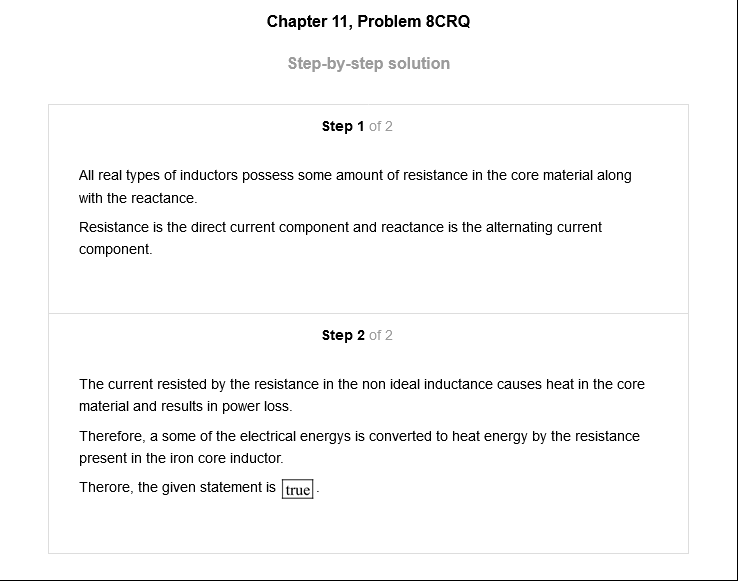 Chapter 11, Problem 8CRQ
Step-by-step solution
Step 1 of 2
All real types of inductors possess some amount of resistance in the core material along
with the reactance.
Resistance is the direct current component and reactance is the alternating current
component.
Step 2 of 2
The current resisted by the resistance in the non ideal inductance causes heat in the core
material and results in power loss.
Therefore, a some of the electrical energys is converted to heat energy by the resistance
present in the iron core inductor.
Therore, the given statement is true.